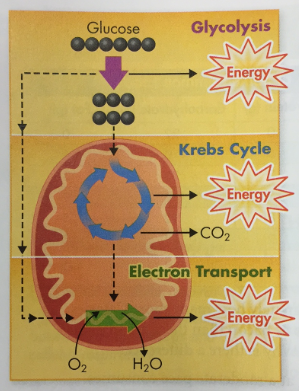 Glucose
Glycolysis
Energy
Krebs Cycle
Energy
CO₂
Electron Transport
Energy
O₂
H₂O